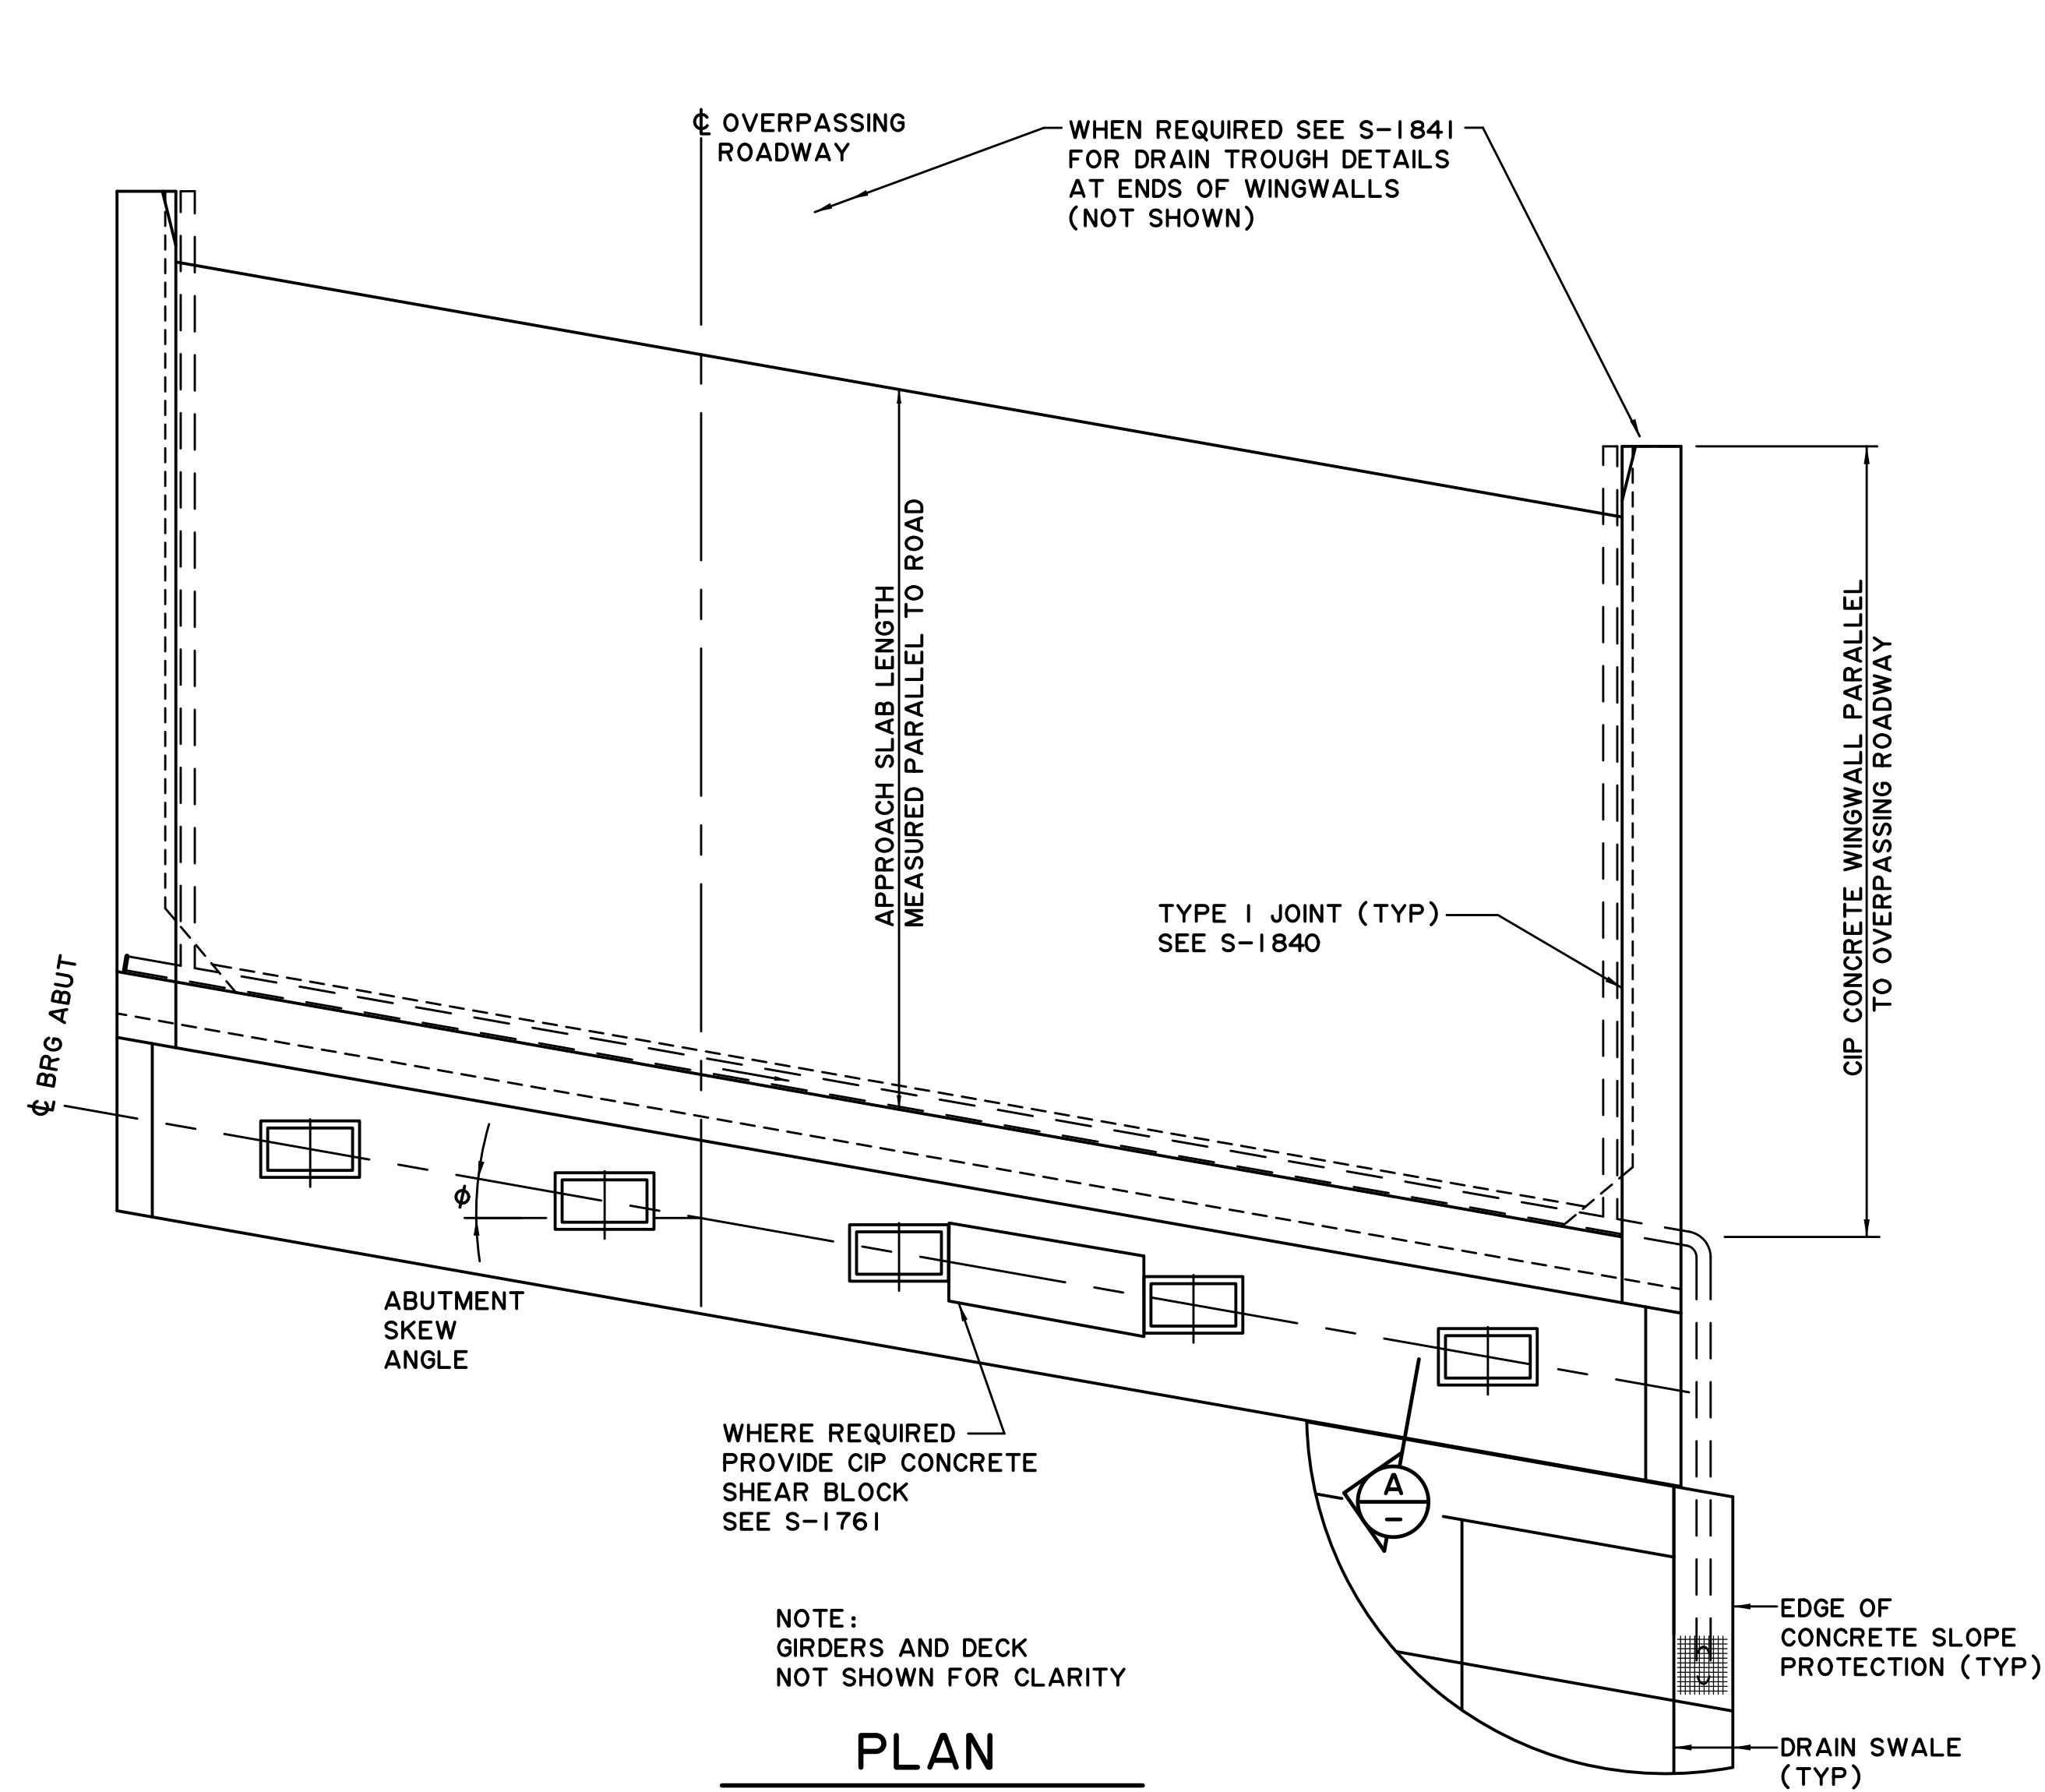 ℄ OVERPASSING
ROADWAY
WHEN REQUIRED SEE S-1841
FOR DRAIN TROUGH DETAILS
AT ENDS OF WINGWALLS
(NOT SHOWN)
APPROACH SLAB LENGTH
MEASURED PARALLEL TO ROAD
CIP CONCRETE WINGWALL PARALLEL
TO OVERPASSING ROADWAY
TYPE 1 JOINT (TYP)
SEE S-1840
℄ BRG ABUT
ϕ
ABUTMENT
SKEW
ANGLE
WHERE REQUIRED
PROVIDE CIP CONCRETE
SHEAR BLOCK
SEE S-1761
A
-
NOTE:
GIRDERS AND DECK
NOT SHOWN FOR CLARITY
EDGE OF
CONCRETE SLOPE
PROTECTION (TYP)
DRAIN SWALE
(TYP)
PLAN